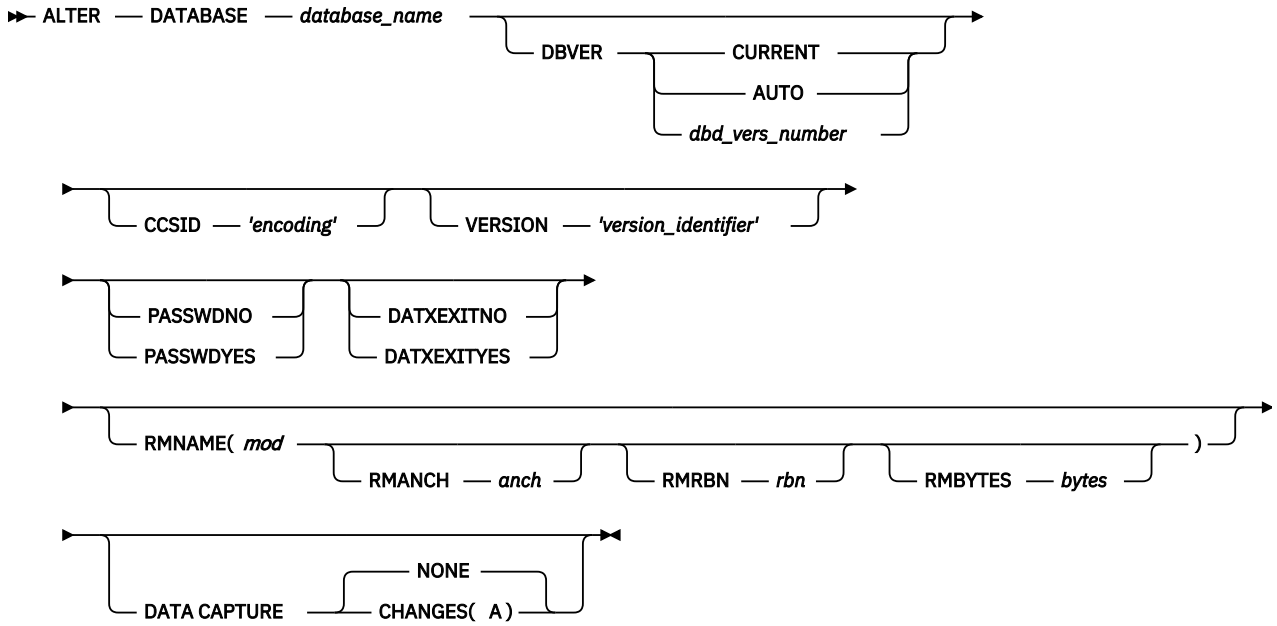 ALTER DATABASE database_name
DBVER CURRENT
AUTO
dbd_vers_number
CCSID 'encoding' VERSION 'version_identifier'
PASSWDNO DATXEXITNO
PASSWDYES DATXEXITYES
RMNAME( mod )
RMANCH anch RMRBN rbn RMBYTES bytes
NONE
DATA CAPTURE CHANGES( A )